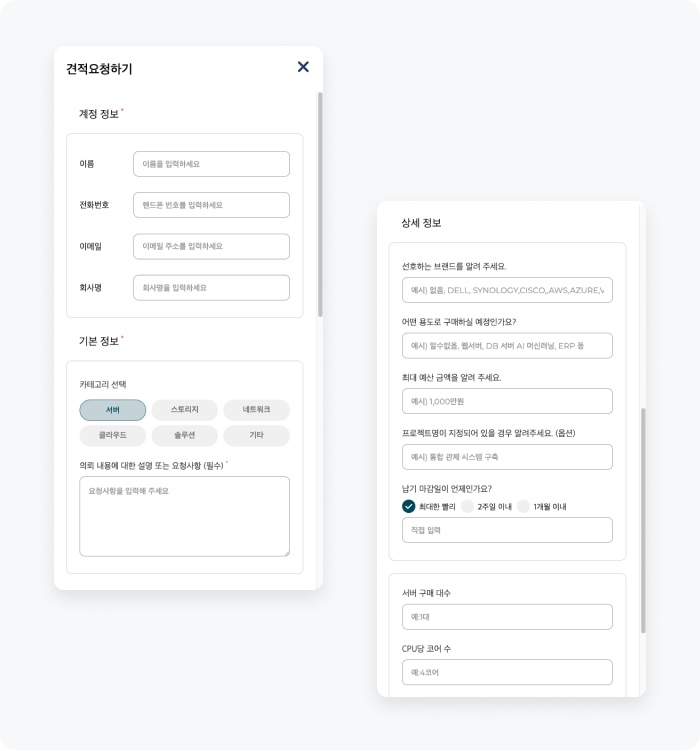 견적요청하기
계정 정보 *
이름
이름을 입력하세요
전화번호
핸드폰 번호를 입력하세요
이메일
이메일 주소를 입력하세요
회사명
회사명을 입력하세요
기본 정보 *
카테고리 선택
서버 스토리지 네트워크
클라우드 솔루션 기타
의뢰 내용에 대한 설명 또는 요청사항 (필수) *
요청사항을 입력해 주세요
상세 정보
선호하는 브랜드를 알려 주세요.
예시) 없음, DELL, SYNOLOGY,CISCO,,AWS,AZURE,
어떤 용도로 구매하실 예정인가요?
예시) 필수없음, 웹서버, DB 서버 AI 머신러닝, ERP 등
최대 예산 금액을 알려 주세요.
예시) 1,000만원
프로젝트명이 지정되어 있을 경우 알려주세요. (옵션)
예시) 통합 관제 시스템 구축
납기 마감일이 언제인가요?
최대한 빨리 2주일 이내 1개월 이내
직접 입력
서버 구매 대수
예:1대
CPU당 코어 수
예:4코어